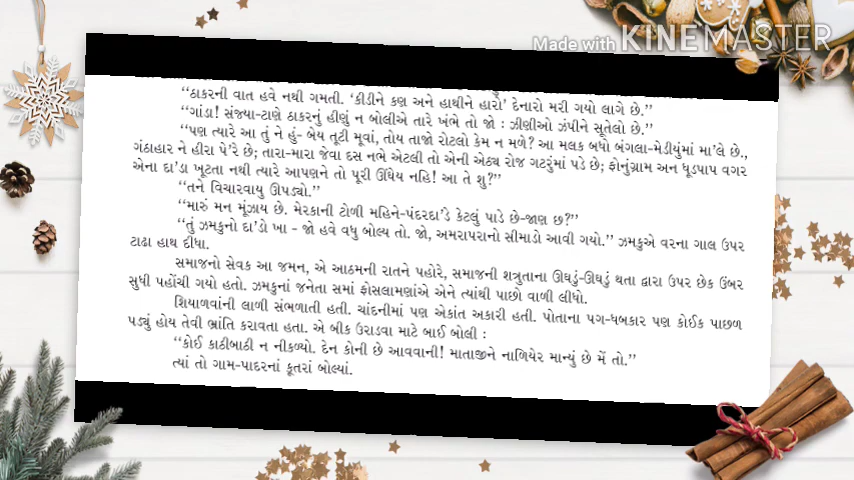 Made with KINEMASTER
“ઠાકરની વાત હવે નથી ગમતી. ‘કીડીને કણ અને હાથીને હારો’ દેનારો મરી ગયો લાગે છે.”
“ગાંડા! સંજ્યા-ટાણે ઠાકરનું હીણું ન બોલીએ તારે ખંભે તો જો : ઝીણીઓ ઝંપીને સૂતેલો છે.”
“પણ ત્યારે આ તું ને હું- બેય તૂટી મૂવાં, તોય તાજો રોટલો કેમ ન મળે? આ મલક બધો બંગલા-મેડીયુંમાં મા’લે છે.,
ગંઠાહાર ને હીરા પે’રે છે; તારા-મારા જેવા દસ નભે એટલી તો એની એઠ્ય રોજ ગટરુંમાં પડે છે; ફોનુંગ્રામ અન ધૂડપાપ વગર
એના દા’ડા ખૂટતા નથી ત્યારે આપણને તો પૂરી ઊંઘેય નહિ! આ તે શુ?”
“તને વિચારવાયુ ઊપડ્યો.”
“મારું મન મૂંઝાય છે. મેરકાની ટોળી મહિને-પંદરદા’ડે કેટલું પાડે છે-જાણ છ?”
“તું ઝમકુનો દા’ડો ખા - જો હવે વધુ બોલ્ય તો. જો, અમરાપરાનો સીમાડો આવી ગયો.” ઝમકુએ વરના ગાલ ઉપર
ટાઢા હાથ દીધા.
સમાજનો સેવક આ જમન, એ આઠમની રાતને પહોરે, સમાજની શત્રુતાના ઊઘડું-ઊઘડું થતા દ્વારા ઉપર છેક ઉંબર
સુધી પહોંચી ગયો હતો. ઝમકુનાં જનેતા સમાં ફોસલામણાંએ એને ત્યાંથી પાછો વાળી લીધો.
શિયાળવાંની લાળી સંભળાતી હતી. ચાંદનીમાં પણ એકાંત અકારી હતી. પોતાના પગ-ધબકાર પણ કોઈક પાછળ
પડ્યું હોય તેવી ભ્રાંતિ કરાવતા હતા. એ બીક ઉરાડવા માટે બાઈ બોલી :
“કોઈ કાઠીબાઠી ન નીકળ્યો. દેન કોની છે આવવાની! માતાજીને નાળિયેર માન્યું છે મેં તો.”
ત્યાં તો ગામ-પાદરનાં કૂતરાં બોલ્યાં.